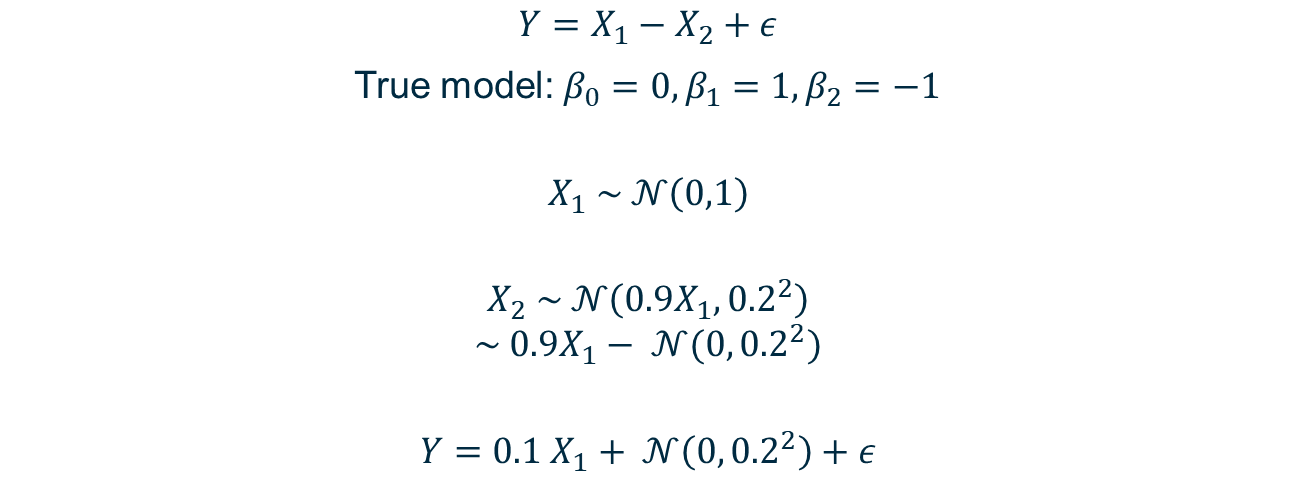 Y = X₁ − X₂ + ϵ
True model: β₀ = 0, β₁ = 1, β₂ = −1
X₁ ~ 𝒩(0,1)
X₂ ~ 𝒩(0.9X₁, 0.2²)
~ 0.9X₁ − 𝒩(0, 0.2²)
Y = 0.1 X₁ + 𝒩(0, 0.2²) + ϵ